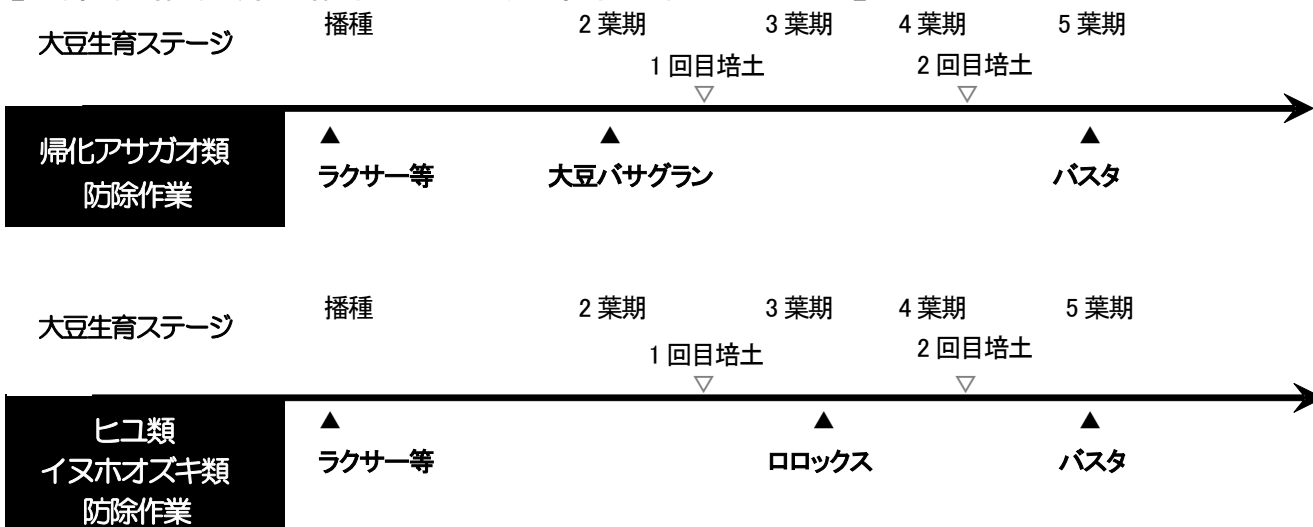 大豆生育ステージ
播種 2葉期 3葉期 4葉期 5葉期
1回目培土 2回目培土
▽ ▽
帰化アサガオ類
防除作業
▲ ▲ ▲
ラクサー等 大豆バサグラン バスタ
大豆生育ステージ
播種 2葉期 3葉期 4葉期 5葉期
1回目培土 2回目培土
▽ ▽
ヒユ類
イヌホオズキ類
防除作業
▲ ▲ ▲
ラクサー等 ロロックス バスタ